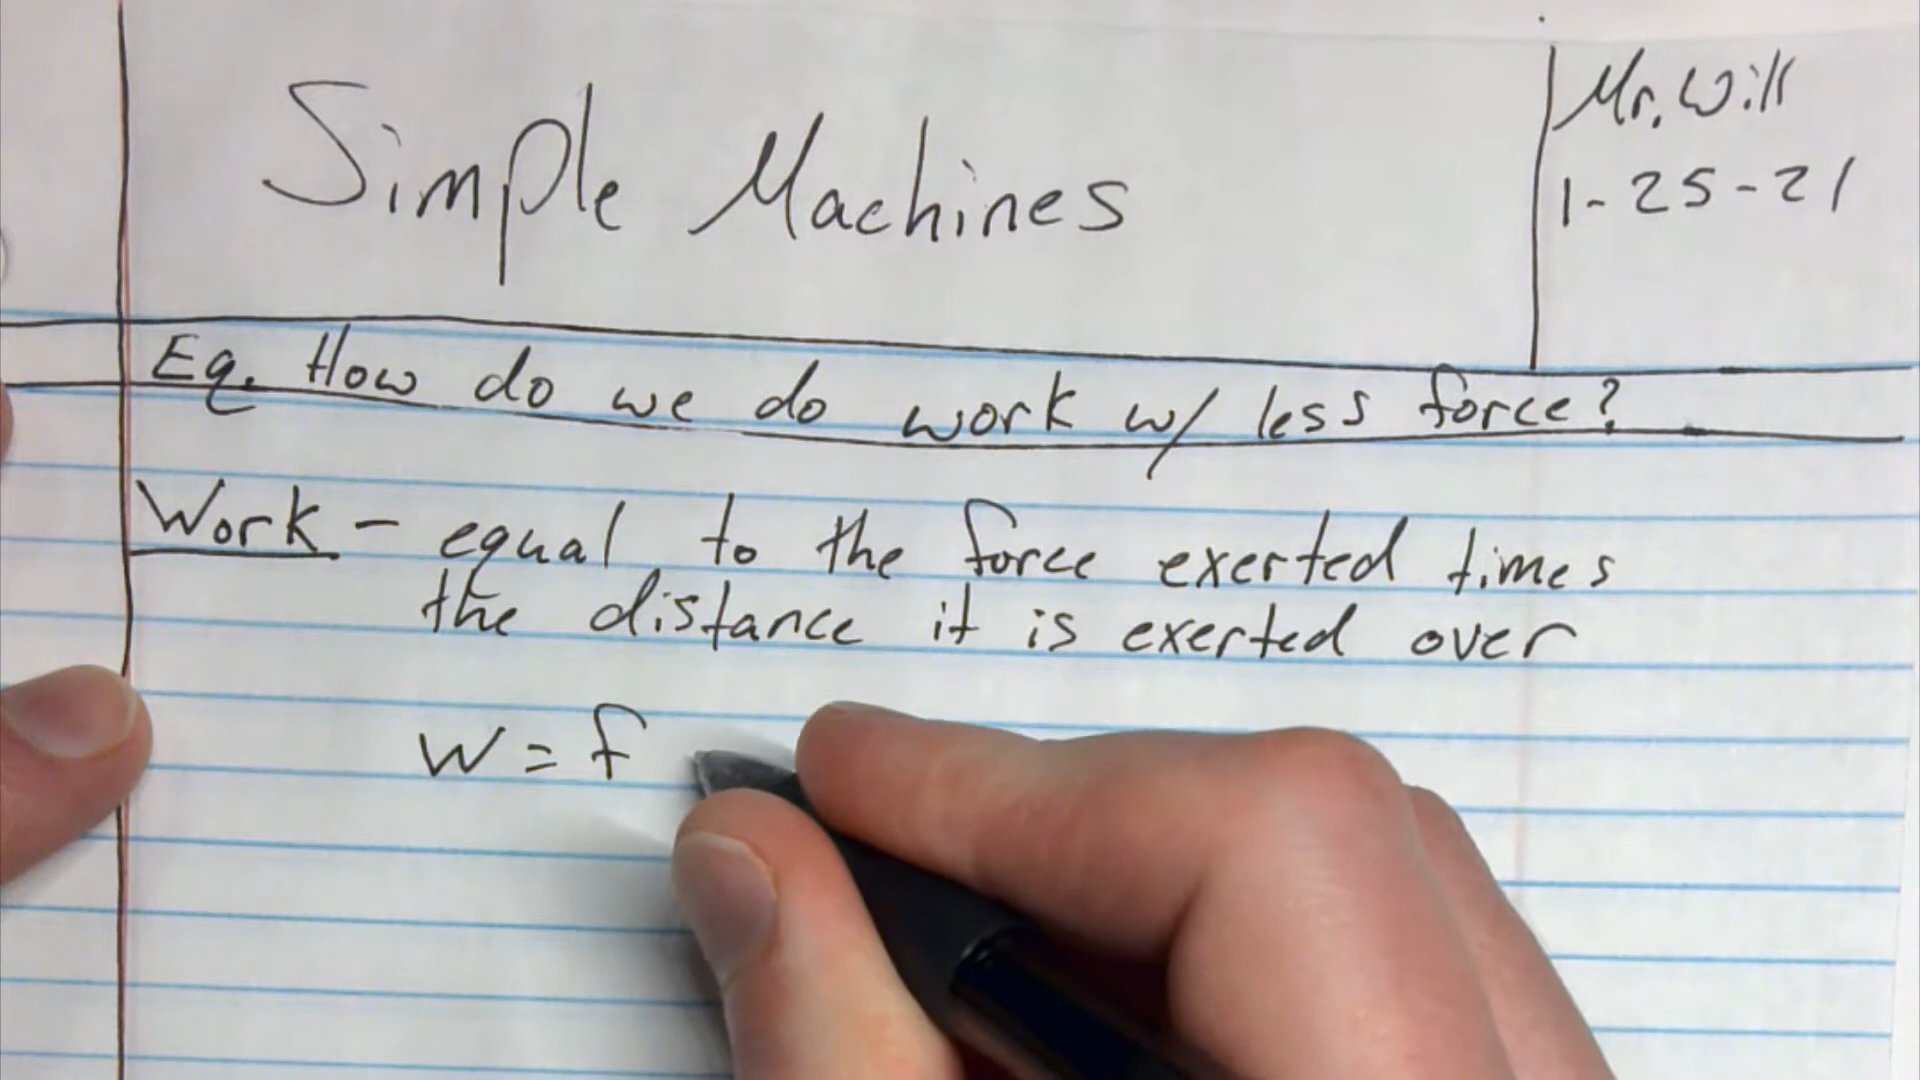 Simple Machines
Mr. Will
1-25-21
Eq. How do we do work w/ less force?
Work - equal to the force exerted times
the distance it is exerted over
W = f